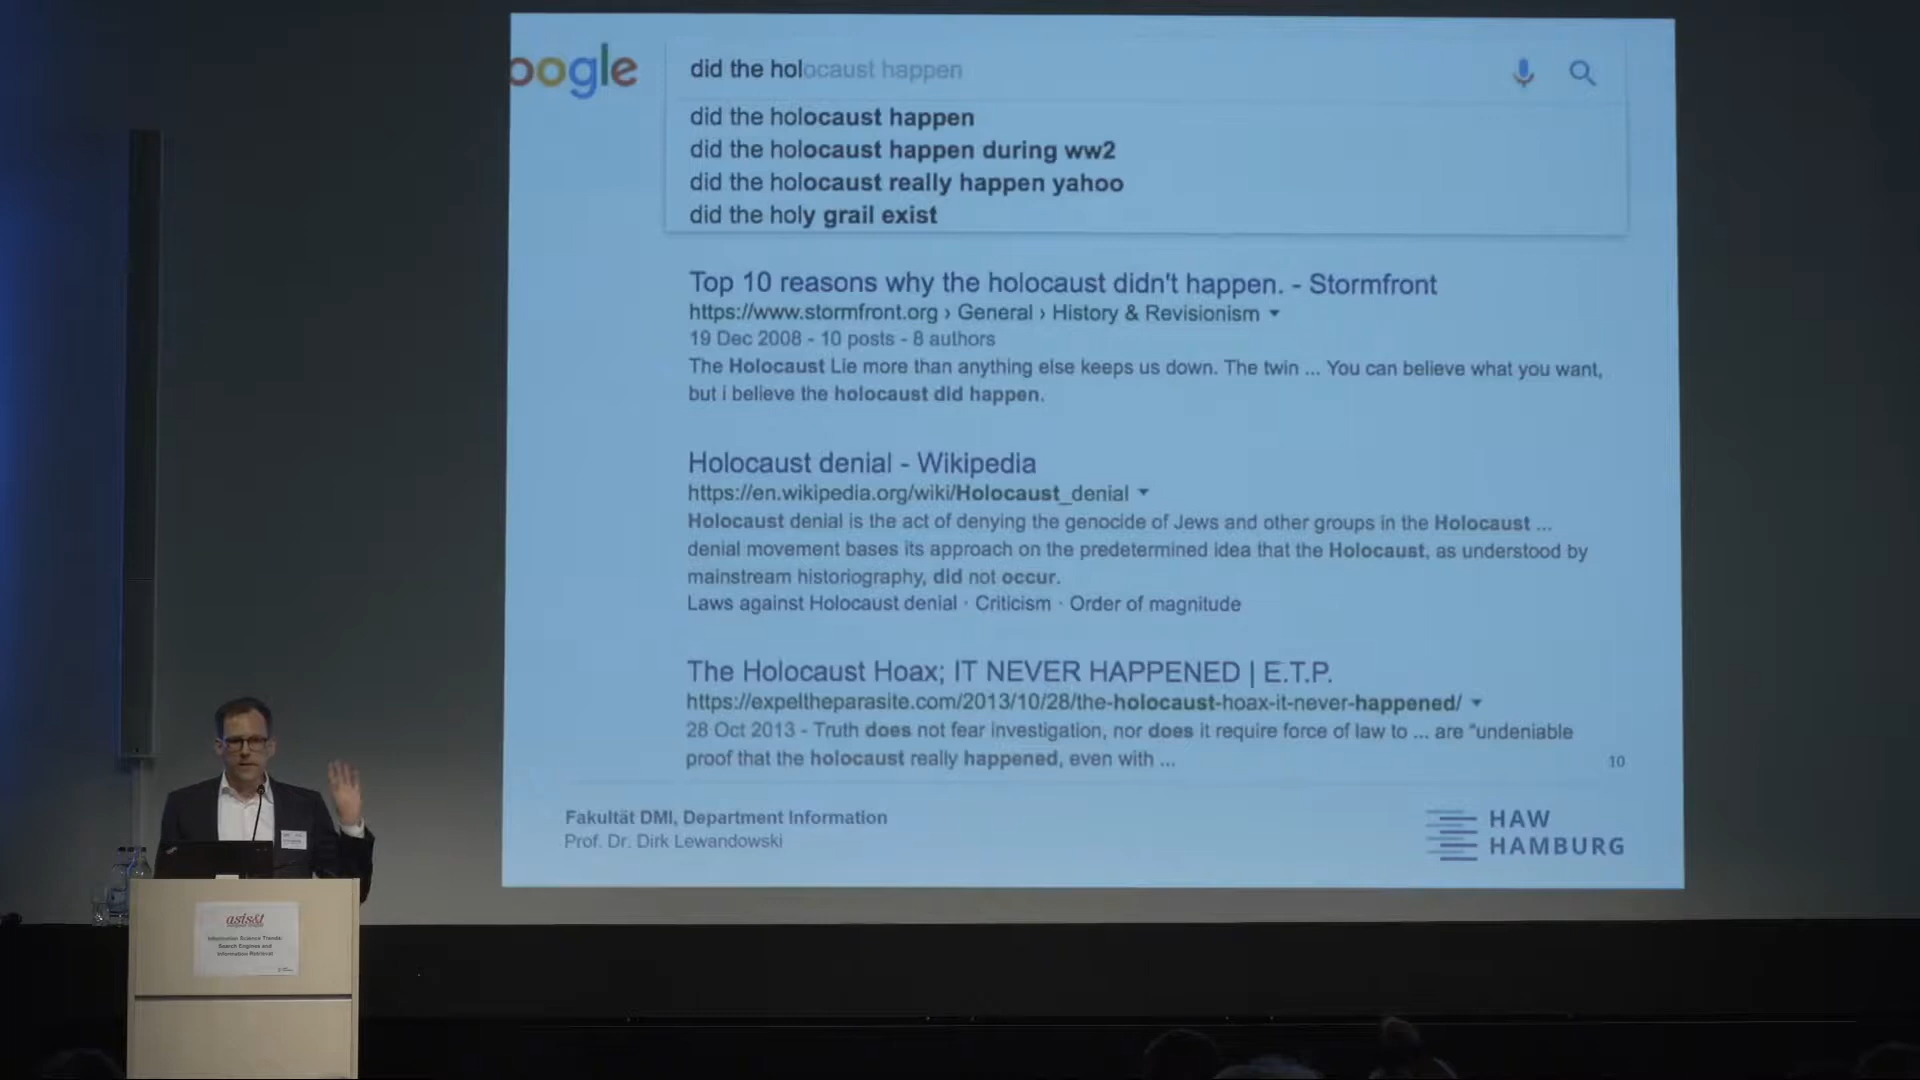 oogle
did the holocaust happen
did the holocaust happen
did the holocaust happen during ww2
did the holocaust really happen yahoo
did the holy grail exist
Top 10 reasons why the holocaust didn't happen. - Stormfront
https://www.stormfront.org › General › History & Revisionism
19 Dec 2008 - 10 posts - 8 authors
The Holocaust Lie more than anything else keeps us down. The twin ... You can believe what you want,
but i believe the holocaust did happen.
Holocaust denial - Wikipedia
https://en.wikipedia.org/wiki/Holocaust_denial
Holocaust denial is the act of denying the genocide of Jews and other groups in the Holocaust ...
denial movement bases its approach on the predetermined idea that the Holocaust, as understood by
mainstream historiography, did not occur.
Laws against Holocaust denial · Criticism · Order of magnitude
The Holocaust Hoax; IT NEVER HAPPENED | E.T.P.
https://expeltheparasite.com/2013/10/28/the-holocaust-hoax-it-never-happened/
28 Oct 2013 - Truth does not fear investigation, nor does it require force of law to ... are "undeniable
proof that the holocaust really happened, even with ...
10
Fakultät DMI, Department Information
Prof. Dr. Dirk Lewandowski
HAW
HAMBURG
asis&t
Information Science Trends:
Search Engines and
Information Retrieval